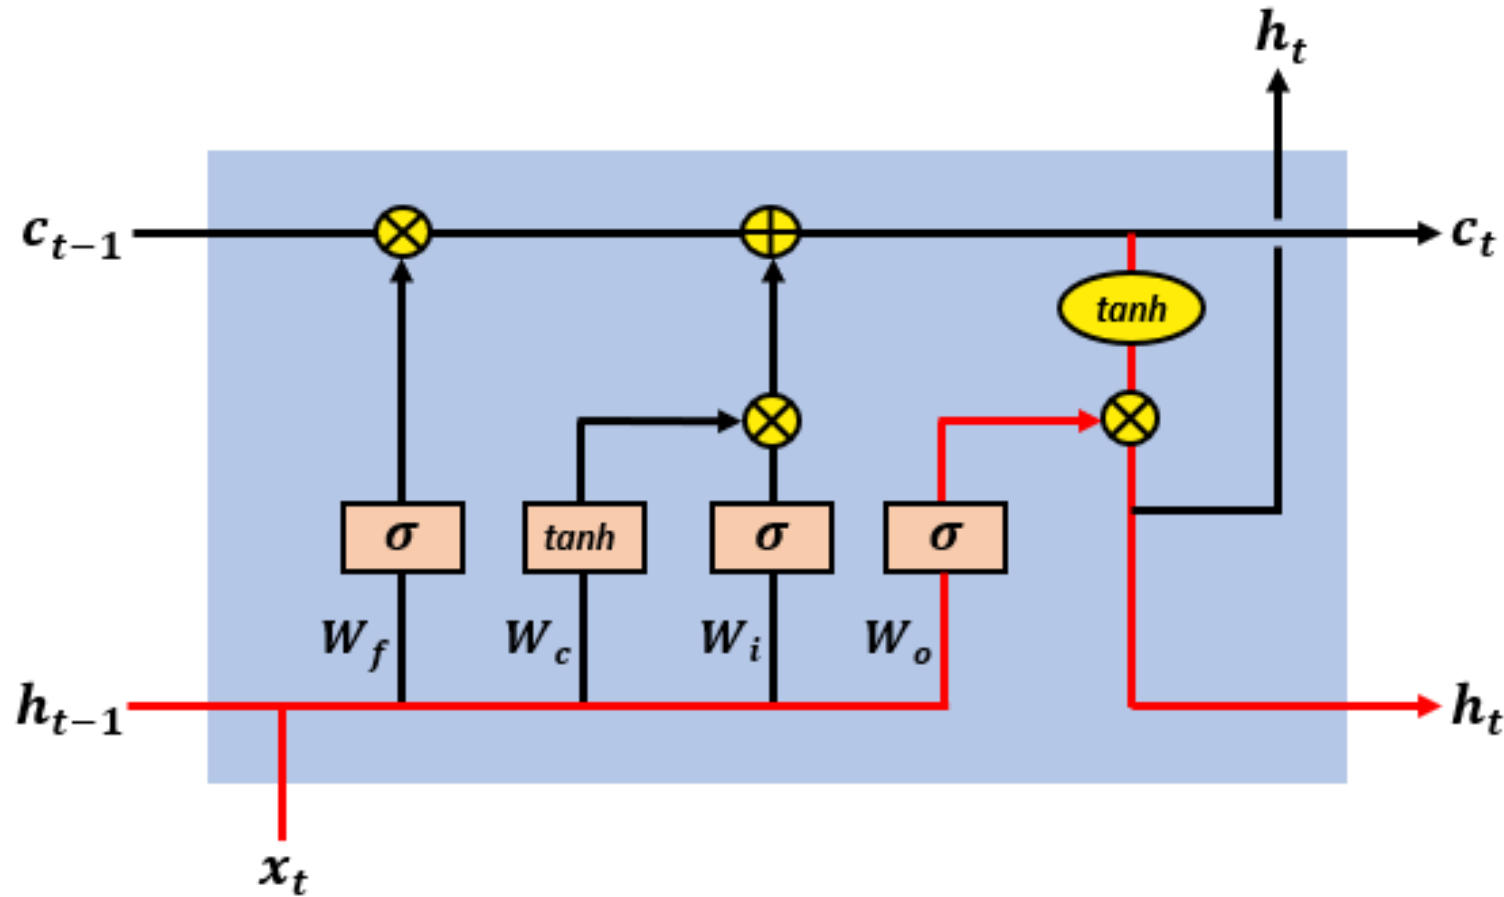 h_t
c_{t-1}
c_t
tanh
σ tanh σ σ
W_f W_c W_i W_o
h_{t-1}
h_t
x_t